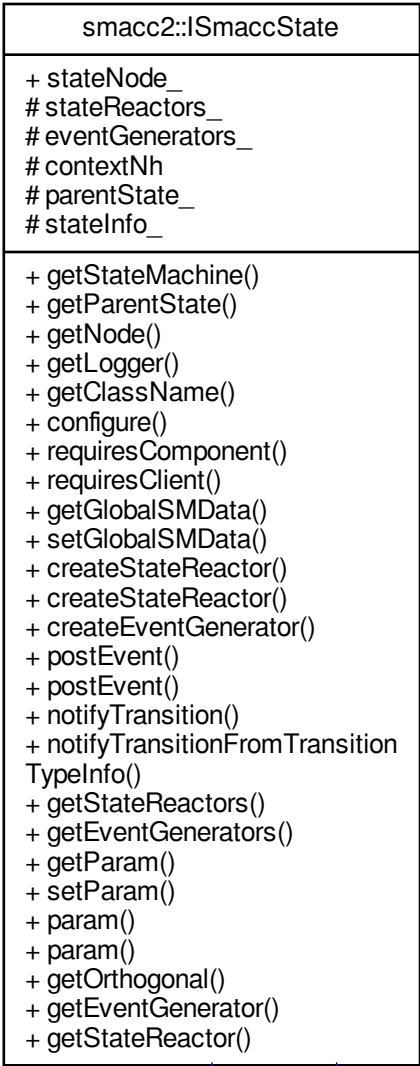 smacc2::ISmaccState
+ stateNode_
# stateReactors_
# eventGenerators_
# contextNh
# parentState_
# stateInfo_
+ getStateMachine()
+ getParentState()
+ getNode()
+ getLogger()
+ getClassName()
+ configure()
+ requiresComponent()
+ requiresClient()
+ getGlobalSMData()
+ setGlobalSMData()
+ createStateReactor()
+ createStateReactor()
+ createEventGenerator()
+ postEvent()
+ postEvent()
+ notifyTransition()
+ notifyTransitionFromTransition
TypeInfo()
+ getStateReactors()
+ getEventGenerators()
+ getParam()
+ setParam()
+ param()
+ param()
+ getOrthogonal()
+ getEventGenerator()
+ getStateReactor()